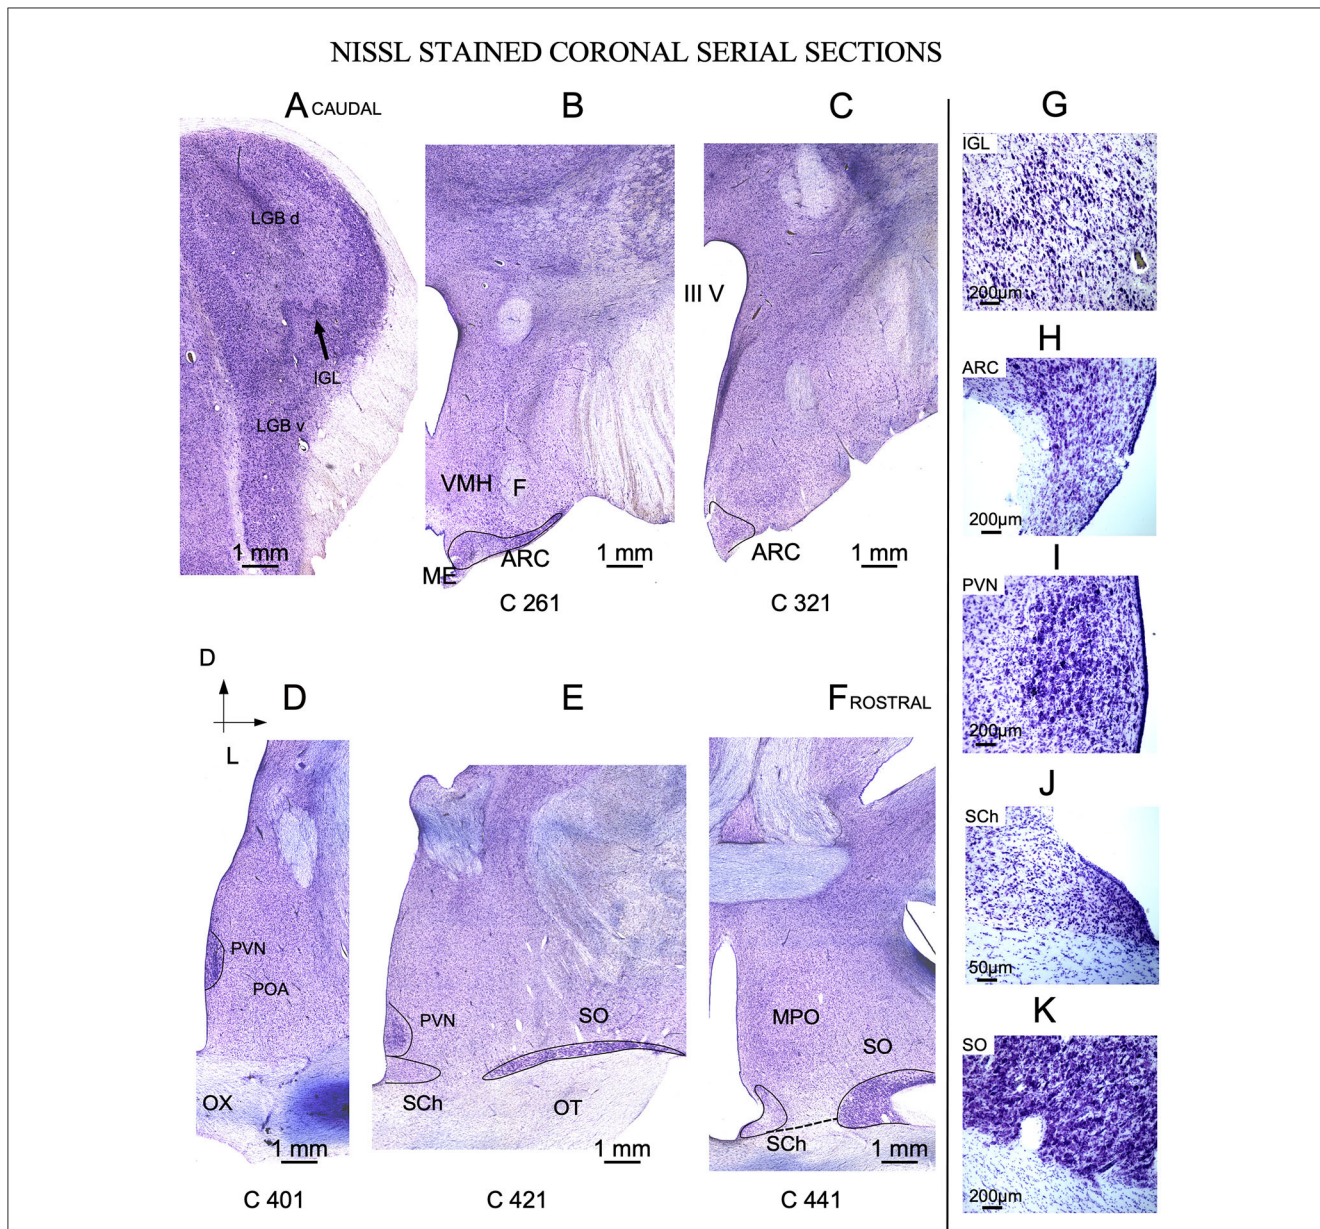 NISSL STAINED CORONAL SERIAL SECTIONS
A CAUDAL
LGB d
IGL
LGB v
1 mm
B
VMH F
ARC
ME
1 mm
C 261
C
III V
ARC
1 mm
C 321
D
L
D
PVN
POA
OX
1 mm
C 401
E
PVN
SO
SCh
OT
1 mm
C 421
F ROSTRAL
MPO
SO
SCh
1 mm
C 441
G
IGL
200µm
H
ARC
200µm
I
PVN
200µm
J
SCh
50µm
K
SO
200µm